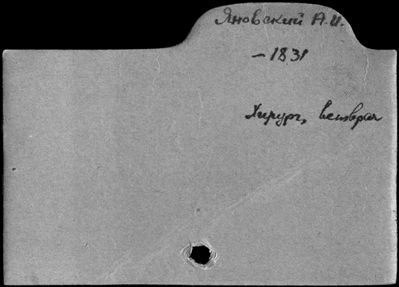 Яновский А.И.
– 1831
Хирург, ветврач